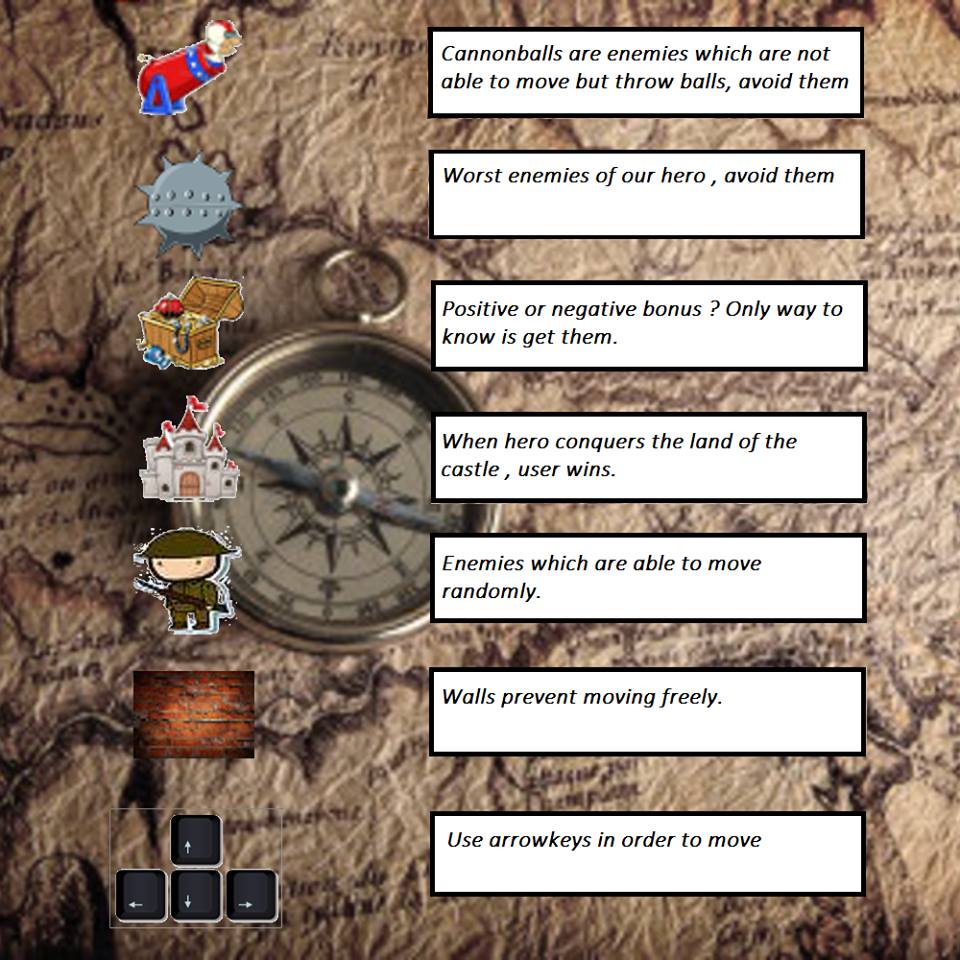 Cannonballs are enemies which are not
able to move but throw balls, avoid them
Worst enemies of our hero , avoid them
Positive or negative bonus ? Only way to
know is get them.
When hero conquers the land of the
castle , user wins.
Enemies which are able to move
randomly.
Walls prevent moving freely.
Use arrowkeys in order to move
↑
← ↓ →